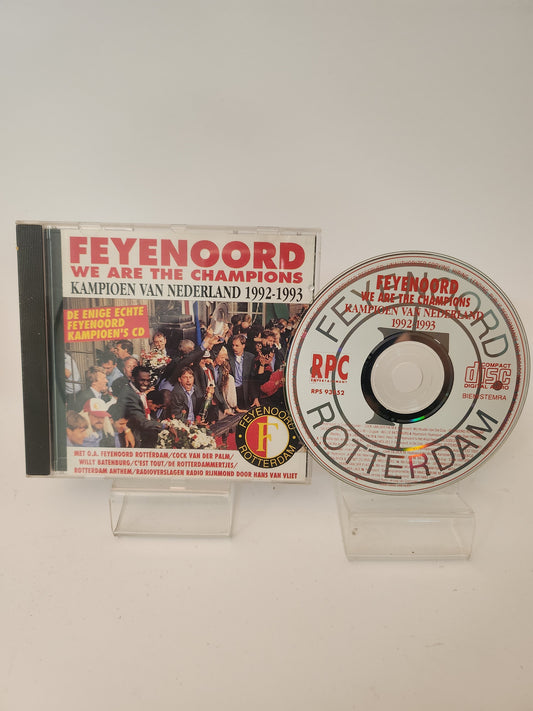 FEYENOORD
WE ARE THE CHAMPIONS
KAMPIOEN VAN NEDERLAND 1992-1993
DE ENIGE ECHTE
FEYENOORD
KAMPIOEN'S CD
FEYENOORD
F
ROTTERDAM
MET O.A. FEYENOORD ROTTERDAM/COCK VAN DER PALM/
WILLY BATENBURG/C'EST TOUT/DE ROTTERDAMMERTJES/
ROTTERDAM ANTHEM/RADIOVERSLAGEN RADIO RIJNMOND DOOR HANS VAN VLIET
FEYENOORD
FEYENOORD
WE ARE THE CHAMPIONS
KAMPIOEN VAN NEDERLAND
1992-1993
RPC
ENTERTAINMENT
COMPACT
disc
DIGITAL AUDIO
BIEM/STEMRA
ROTTERDAM